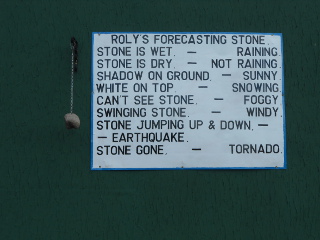 ROLY'S FORECASTING STONE.
STONE IS WET. — RAINING.
STONE IS DRY. — NOT RAINING.
SHADOW ON GROUND. — SUNNY.
WHITE ON TOP. — SNOWING.
CAN'T SEE STONE. — FOGGY.
SWINGING STONE. — WINDY.
STONE JUMPING UP & DOWN. —
— EARTHQUAKE.
STONE GONE. — TORNADO.